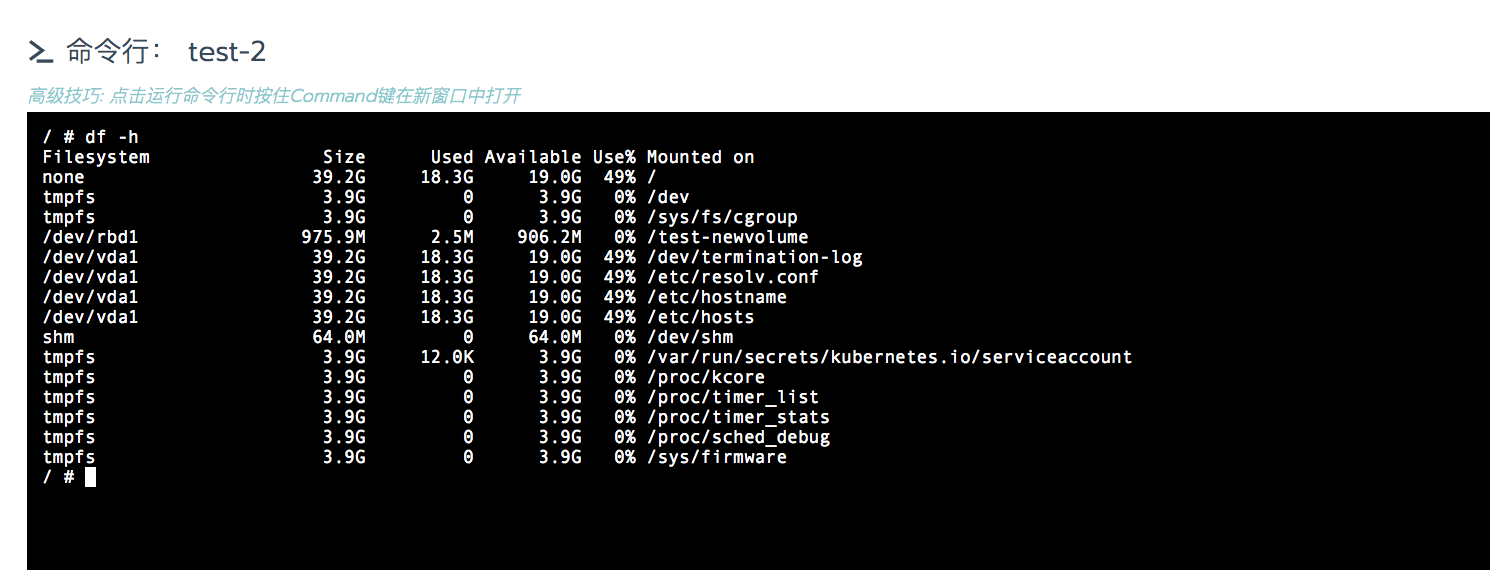 命令行： test-2
高级技巧: 点击运行命令行时按住Command键在新窗口中打开
/ # df -h
Filesystem                Size      Used Available Use% Mounted on
none                     39.2G     18.3G     19.0G  49% /
tmpfs                     3.9G         0      3.9G   0% /dev
tmpfs                     3.9G         0      3.9G   0% /sys/fs/cgroup
/dev/rbd1               975.9M      2.5M    906.2M   0% /test-newvolume
/dev/vda1                39.2G     18.3G     19.0G  49% /dev/termination-log
/dev/vda1                39.2G     18.3G     19.0G  49% /etc/resolv.conf
/dev/vda1                39.2G     18.3G     19.0G  49% /etc/hostname
/dev/vda1                39.2G     18.3G     19.0G  49% /etc/hosts
shm                      64.0M         0     64.0M   0% /dev/shm
tmpfs                     3.9G     12.0K      3.9G   0% /var/run/secrets/kubernetes.io/serviceaccount
tmpfs                     3.9G         0      3.9G   0% /proc/kcore
tmpfs                     3.9G         0      3.9G   0% /proc/timer_list
tmpfs                     3.9G         0      3.9G   0% /proc/timer_stats
tmpfs                     3.9G         0      3.9G   0% /proc/sched_debug
tmpfs                     3.9G         0      3.9G   0% /sys/firmware
/ #